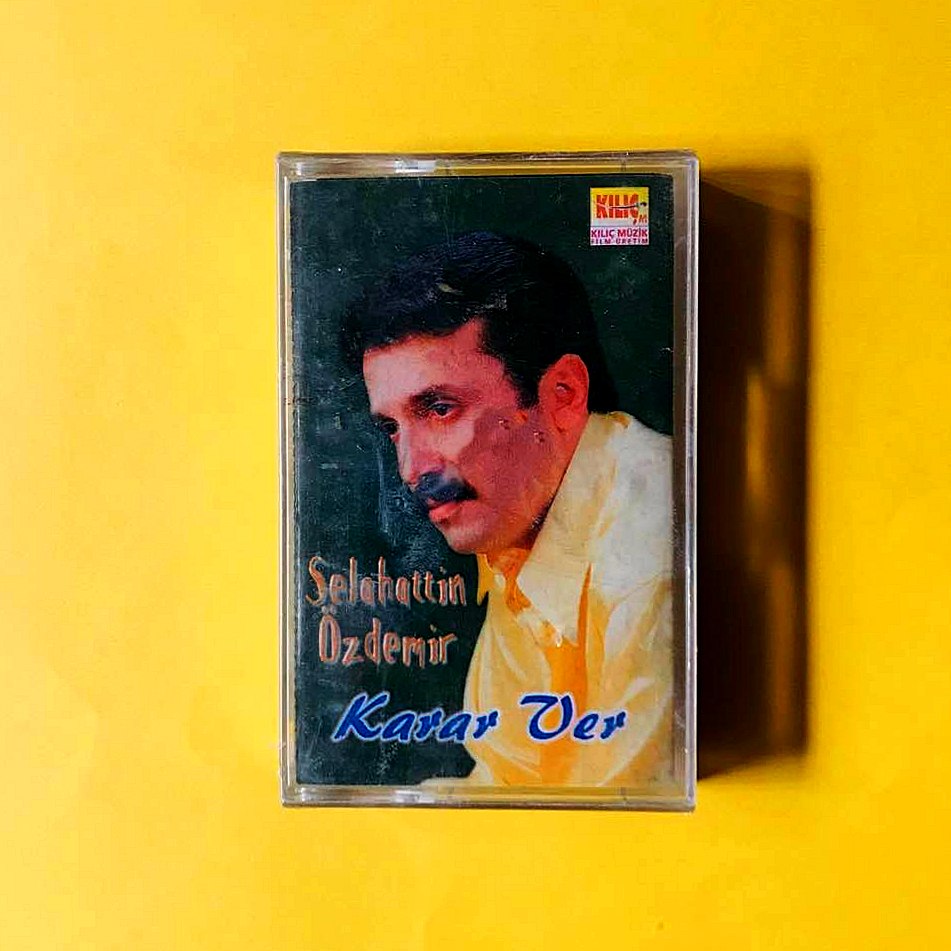 KILIÇ
M
KILIÇ MÜZİK
FİLM-ÜRETİM
Selahattin
Özdemir
Karar Ver